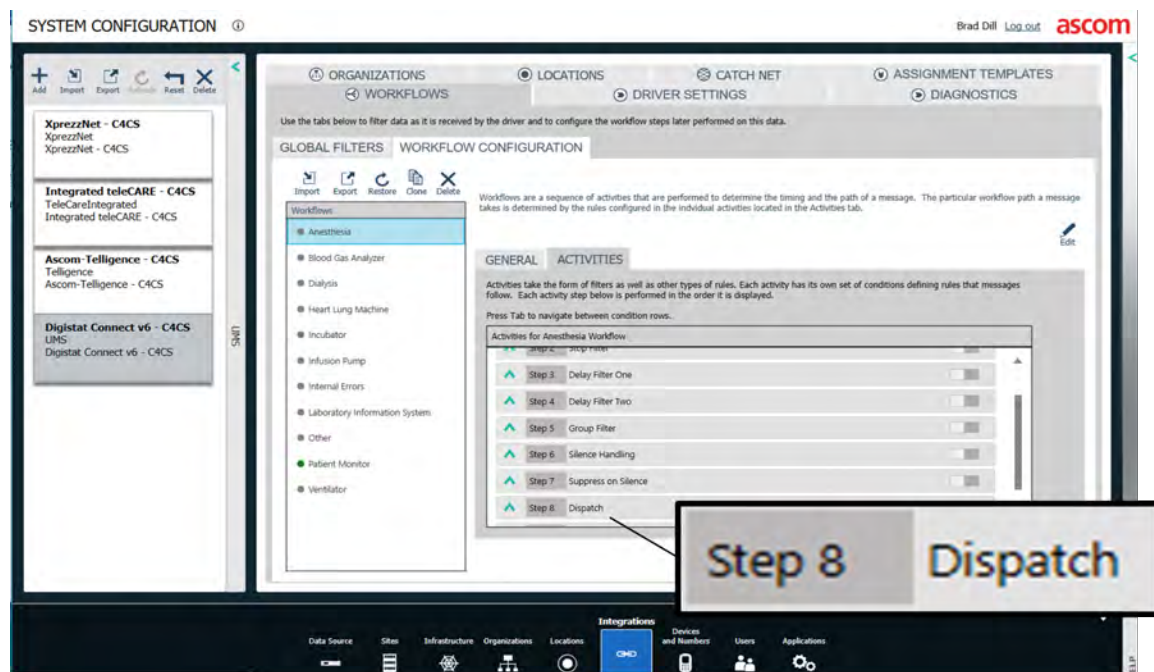 SYSTEM CONFIGURATION
Brad Dill Log out ascom
Add Import Export Reset Delete
XprezzNet - C4CS
XprezzNet
XprezzNet - C4CS
Integrated teleCARE - C4CS
TeleCareIntegrated
Integrated teleCARE - C4CS
Ascom-Telligence - C4CS
Telligence
Ascom-Telligence - C4CS
Digistat Connect v6 - C4CS
UMS
Digistat Connect v6 - C4CS
UMS
ORGANIZATIONS LOCATIONS CATCH NET ASSIGNMENT TEMPLATES
WORKFLOWS DRIVER SETTINGS DIAGNOSTICS
Use the tabs below to filter data as it is received by the driver and to configure the workflow steps later performed on this data.
GLOBAL FILTERS WORKFLOW CONFIGURATION
Import Export Restore Clone Delete
Workflows
Anesthesia
Blood Gas Analyzer
Dialysis
Heart Lung Machine
Incubator
Infusion Pump
Internal Errors
Laboratory Information System
Other
Patient Monitor
Ventilator
Workflows are a sequence of activities that are performed to determine the timing and the path of a message. The particular workflow path a message
takes is determined by the rules configured in the individual activities located in the Activities tab.
Edit
GENERAL ACTIVITIES
Activities take the form of filters as well as other types of rules. Each activity has its own set of conditions defining rules that messages
follow. Each activity step below is performed in the order it is displayed.
Press Tab to navigate between condition rows.
Activities for Anesthesia Workflow
Step 2 Stop Filter
Step 3 Delay Filter One
Step 4 Delay Filter Two
Step 5 Group Filter
Step 6 Silence Handling
Step 7 Suppress on Silence
Step 8 Dispatch
Step 8 Dispatch
Integrations
Data Source Sites Infrastructure Organizations Locations Devices and Numbers Users Applications